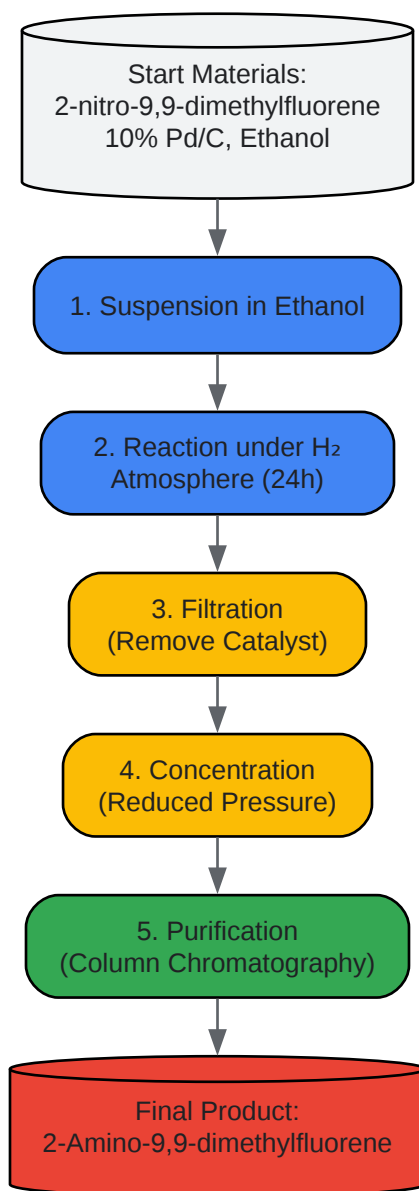 Start Materials:
2-nitro-9,9-dimethylfluorene
10% Pd/C, Ethanol
1. Suspension in Ethanol
2. Reaction under H₂
Atmosphere (24h)
3. Filtration
(Remove Catalyst)
4. Concentration
(Reduced Pressure)
5. Purification
(Column Chromatography)
Final Product:
2-Amino-9,9-dimethylfluorene